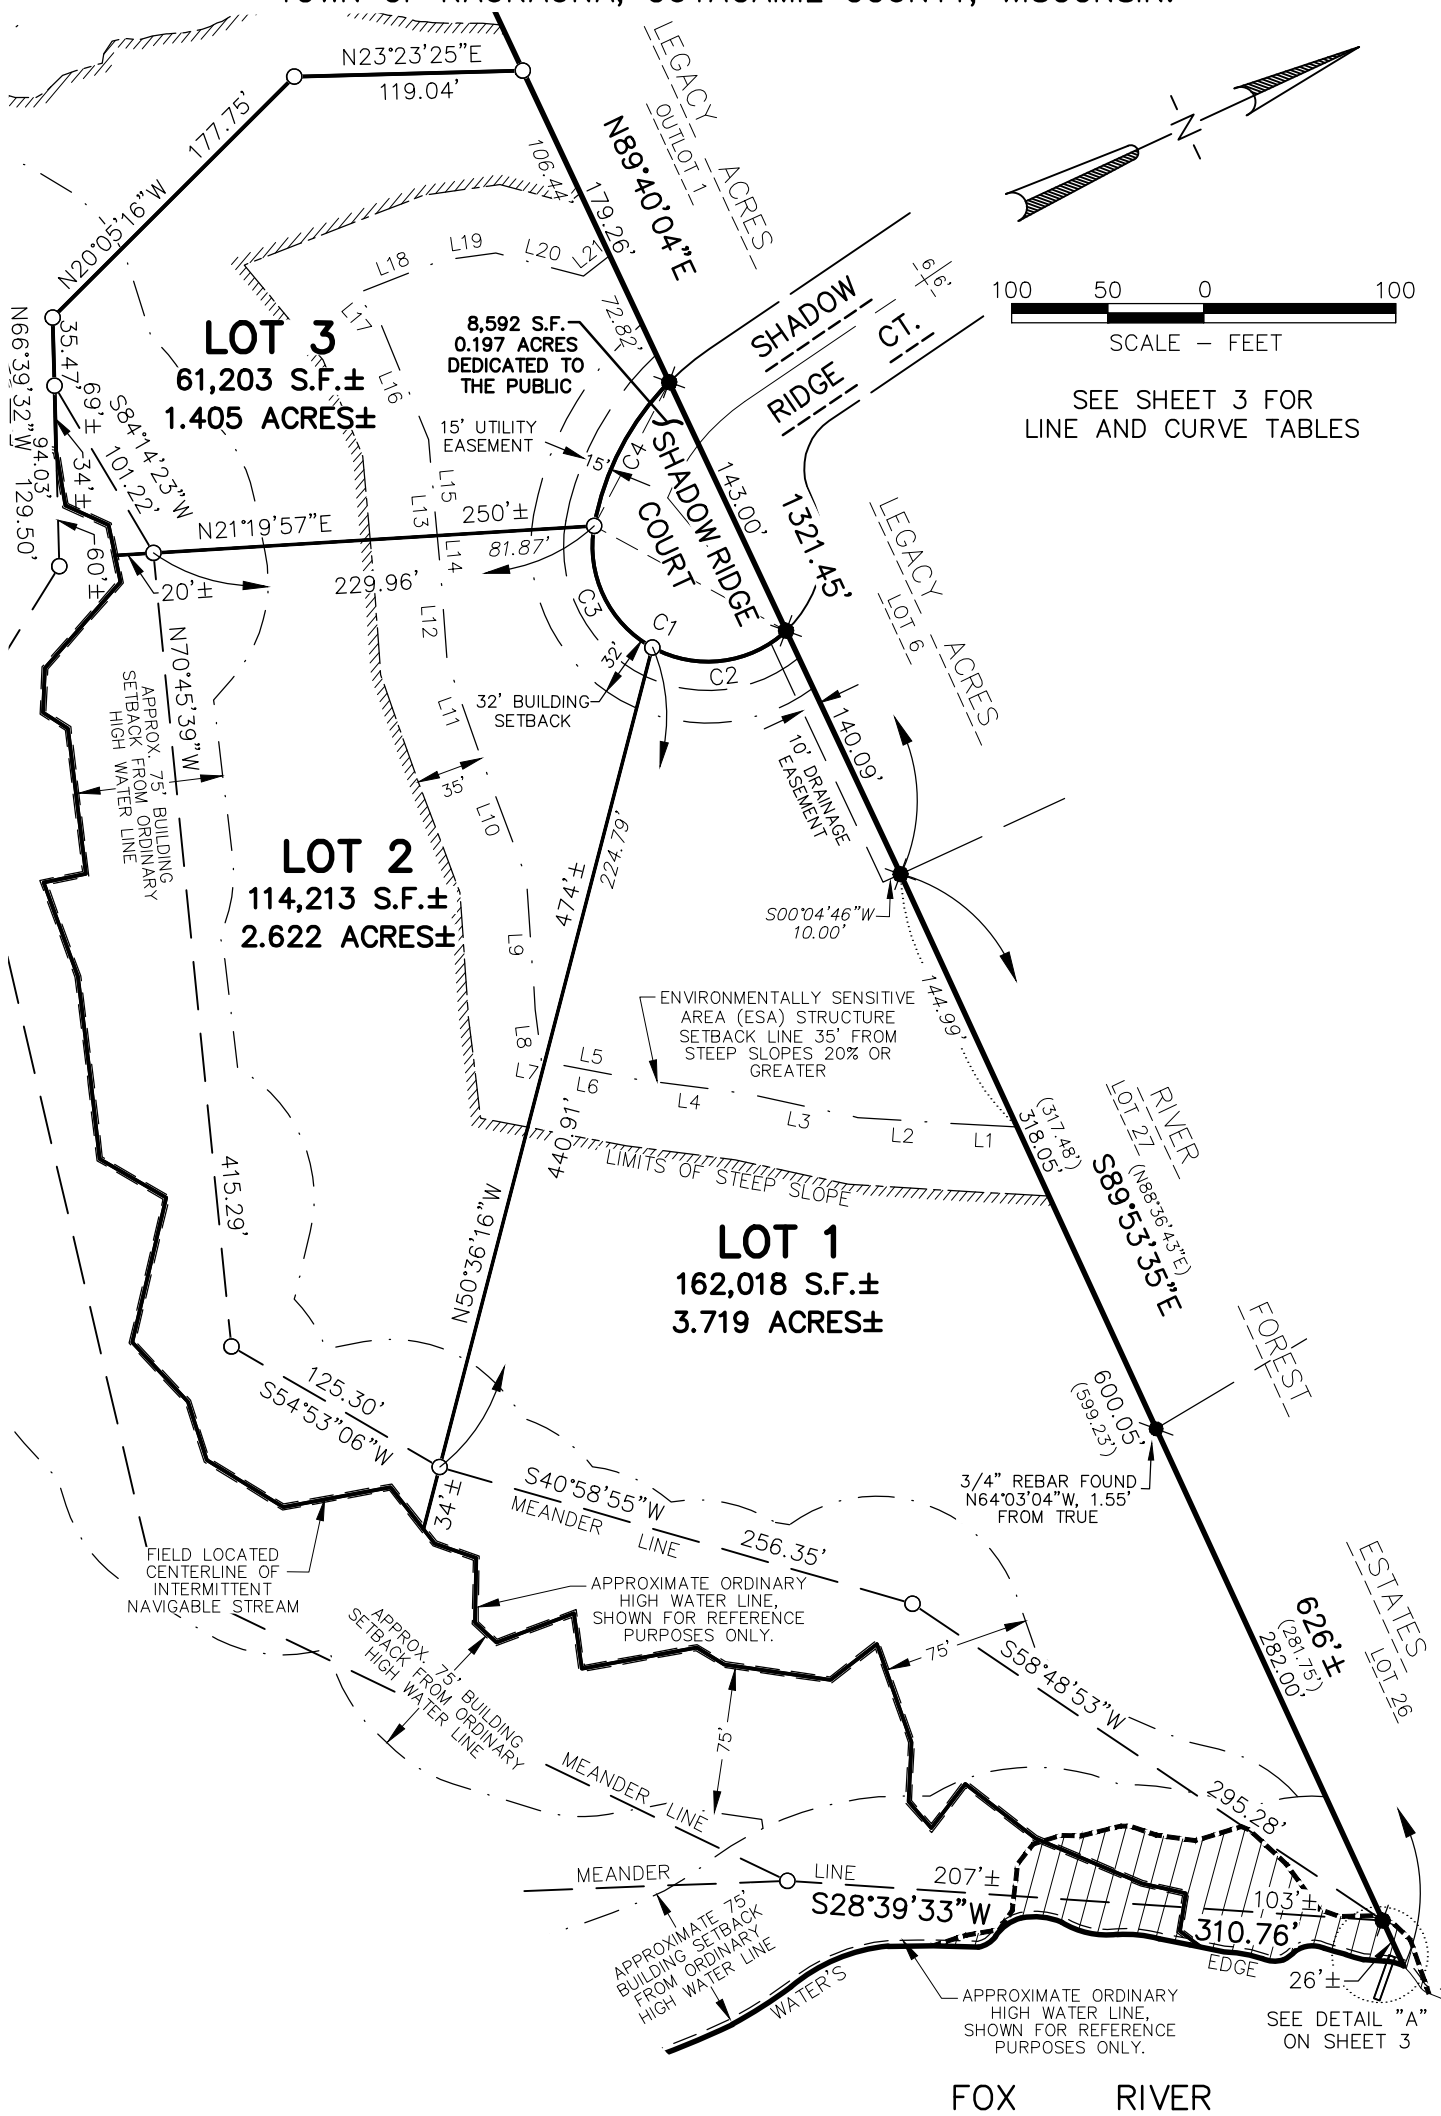 N23°23'25"E
119.04'
177.75'
N20°05'16"W
LEGACY ACRES
OUTLOT 1
N89°40'04"E
106.44'
179.26'
72.82'
N
100 50 0 100
SCALE – FEET
SEE SHEET 3 FOR
LINE AND CURVE TABLES
SHADOW
RIDGE CT.
66'
L21
L20
L19
L18
L17
L16
L15
L13
L14
L12
L11
L10
L9
L8
L7
L5
L6
L4
L3
L2
L1
LOT 3
61,203 S.F.±
1.405 ACRES±
8,592 S.F.
0.197 ACRES
DEDICATED TO
THE PUBLIC
15' UTILITY
EASEMENT
15'
C4
SHADOW RIDGE
COURT
143.00'
1321.45'
LEGACY ACRES
LOT 6
N66°39'32"W 129.50'
35.47'
94.03'
69'±
34'±
60'±
S84°14'23"W
101.22'
N21°19'57"E
250'±
81.87'
229.96'
20'±
C3
C1
C2
32'
32' BUILDING
SETBACK
N70°45'39"W
415.29'
APPROX. 75' BUILDING
SETBACK FROM ORDINARY
HIGH WATER LINE
35'
10' DRAINAGE
EASEMENT
140.09'
S00°04'46"W
10.00'
144.99'
LOT 2
114,213 S.F.±
2.622 ACRES±
474'±
224.79'
440.91'
N50°36'16"W
ENVIRONMENTALLY SENSITIVE
AREA (ESA) STRUCTURE
SETBACK LINE 35' FROM
STEEP SLOPES 20% OR
GREATER
LIMITS OF STEEP SLOPE
(317.48')
318.05'
RIVER
LOT 27
(N88°36'43"E)
S89°53'35"E
FOREST
LOT 1
162,018 S.F.±
3.719 ACRES±
600.05'
(599.23')
3/4" REBAR FOUND
N64°03'04"W, 1.55'
FROM TRUE
ESTATES
LOT 26
626'±
(281.75')
282.00'
125.30'
S54°53'06"W
34'±
S40°58'55"W
256.35'
MEANDER LINE
FIELD LOCATED
CENTERLINE OF
INTERMITTENT
NAVIGABLE STREAM
APPROXIMATE ORDINARY
HIGH WATER LINE,
SHOWN FOR REFERENCE
PURPOSES ONLY.
APPROX. 75' BUILDING
SETBACK FROM ORDINARY
HIGH WATER LINE
75'
75'
S58°48'53"W
295.28'
MEANDER LINE
MEANDER LINE
207'±
S28°39'33"W
103'±
310.76'
APPROXIMATE 75'
BUILDING SETBACK
FROM ORDINARY
HIGH WATER LINE
WATER'S
EDGE
26'±
APPROXIMATE ORDINARY
HIGH WATER LINE,
SHOWN FOR REFERENCE
PURPOSES ONLY.
SEE DETAIL "A"
ON SHEET 3
FOX RIVER